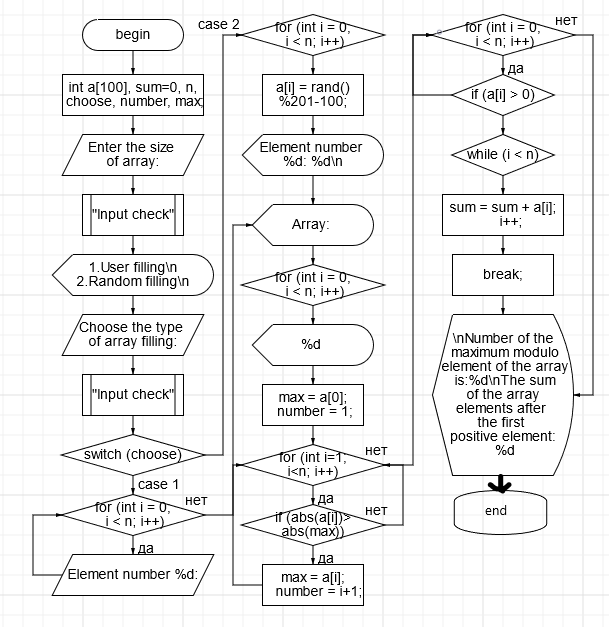 begin
int a[100], sum=0, n,
choose, number, max;
Enter the size
of array:
"Input check"
1.User filling\n
2.Random filling\n
Choose the type
of array filling:
"Input check"
switch (choose)
case 1
for (int i = 0,
i < n; i++)
нет
да
Element number %d:
case 2
for (int i = 0,
i < n; i++)
a[i] = rand()
%201-100;
Element number
%d: %d\n
Array:
for (int i = 0,
i < n; i++)
%d
max = a[0];
number = 1;
for (int i=1,
i<n; i++)
нет
да
if (abs(a[i])>
abs(max))
нет
да
max = a[i];
number = i+1;
for (int i = 0,
i < n; i++)
нет
да
if (a[i] > 0)
while (i < n)
sum = sum + a[i];
i++;
break;
\nNumber of the
maximum modulo
element of the array
is:%d\nThe sum
of the array
elements after
the first
positive element:
%d
end